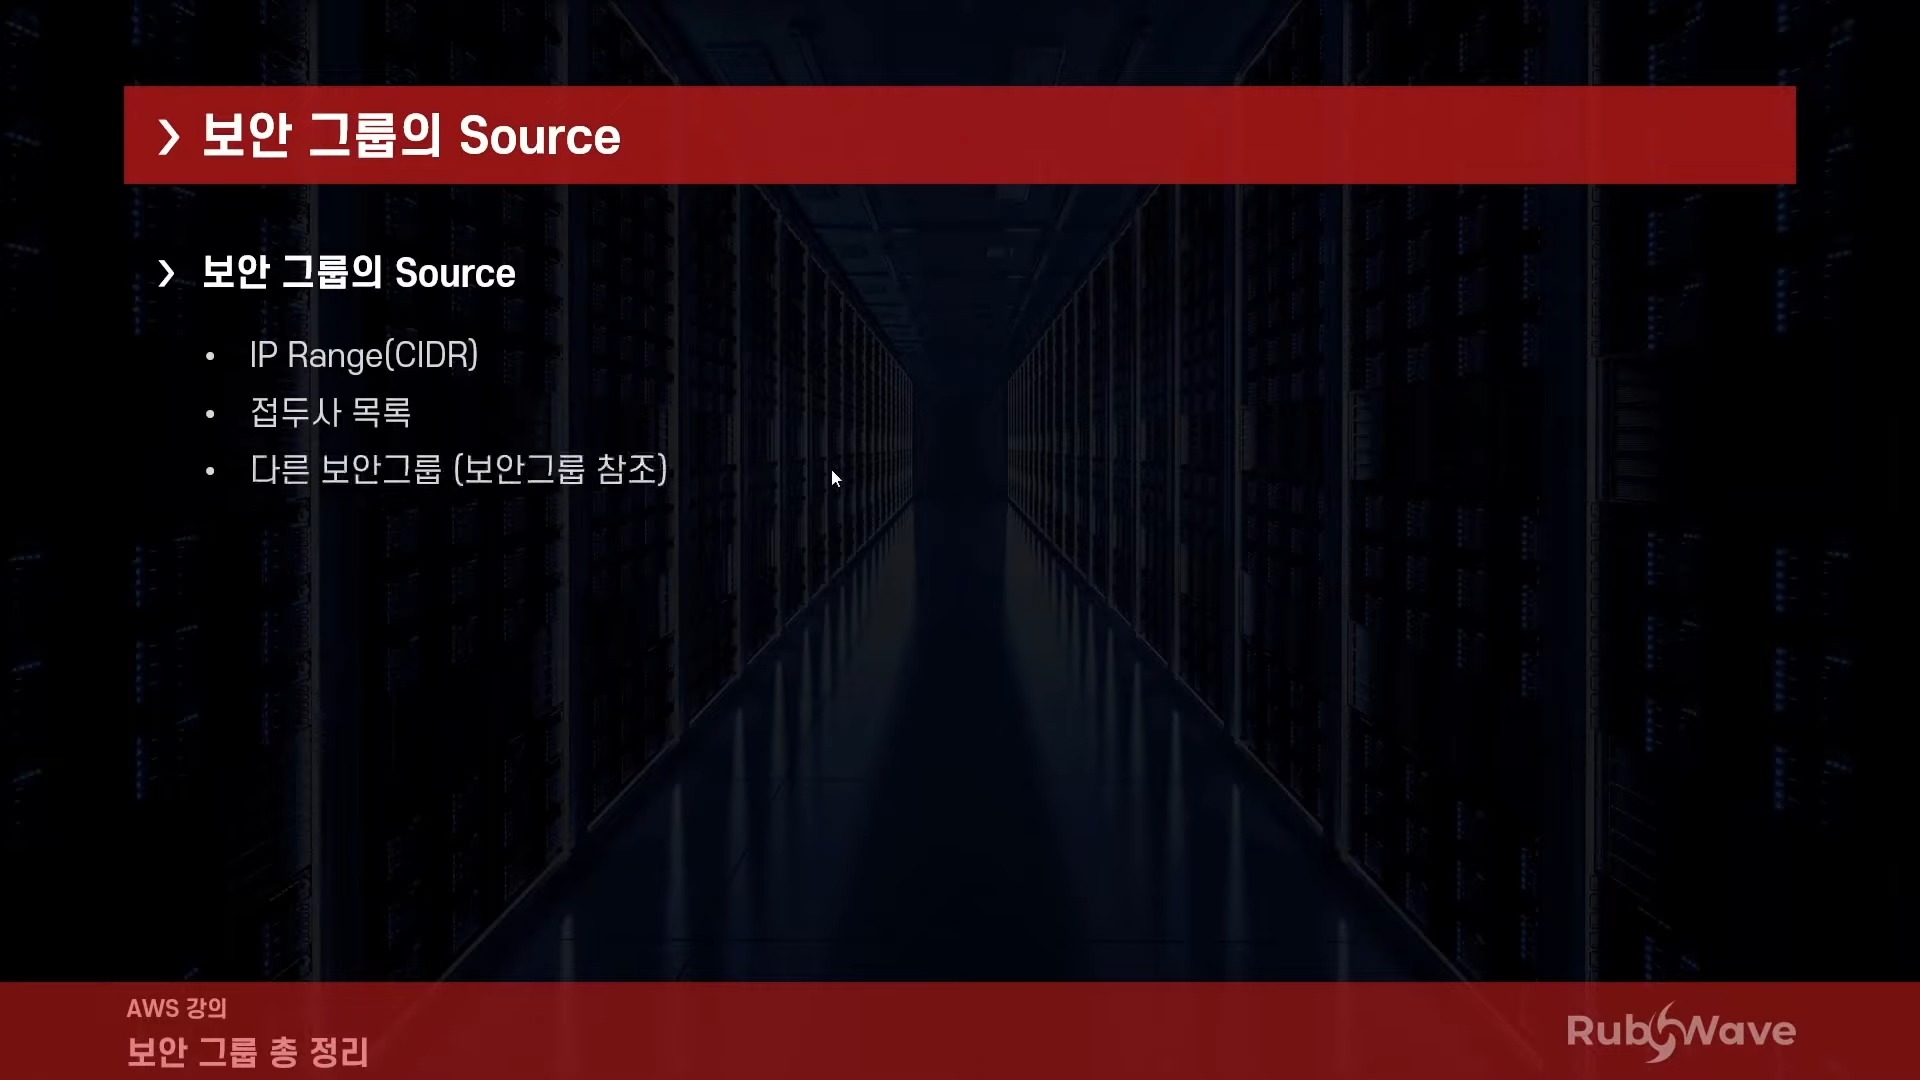 보안 그룹의 Source
보안 그룹의 Source
• IP Range(CIDR)
• 접두사 목록
• 다른 보안그룹 (보안그룹 참조)
AWS 강의
보안 그룹 총 정리
RubyWave